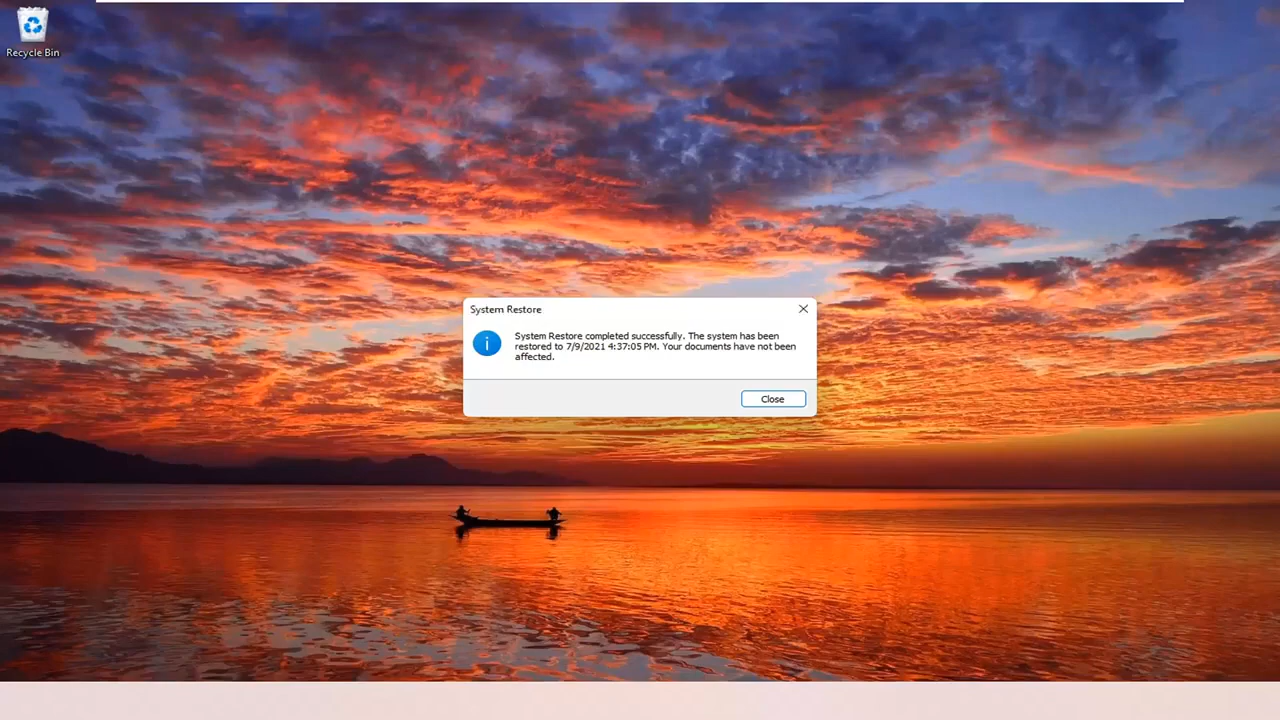 Recycle Bin
System Restore
System Restore completed successfully. The system has been
restored to 7/9/2021 4:37:05 PM. Your documents have not been
affected.
Close